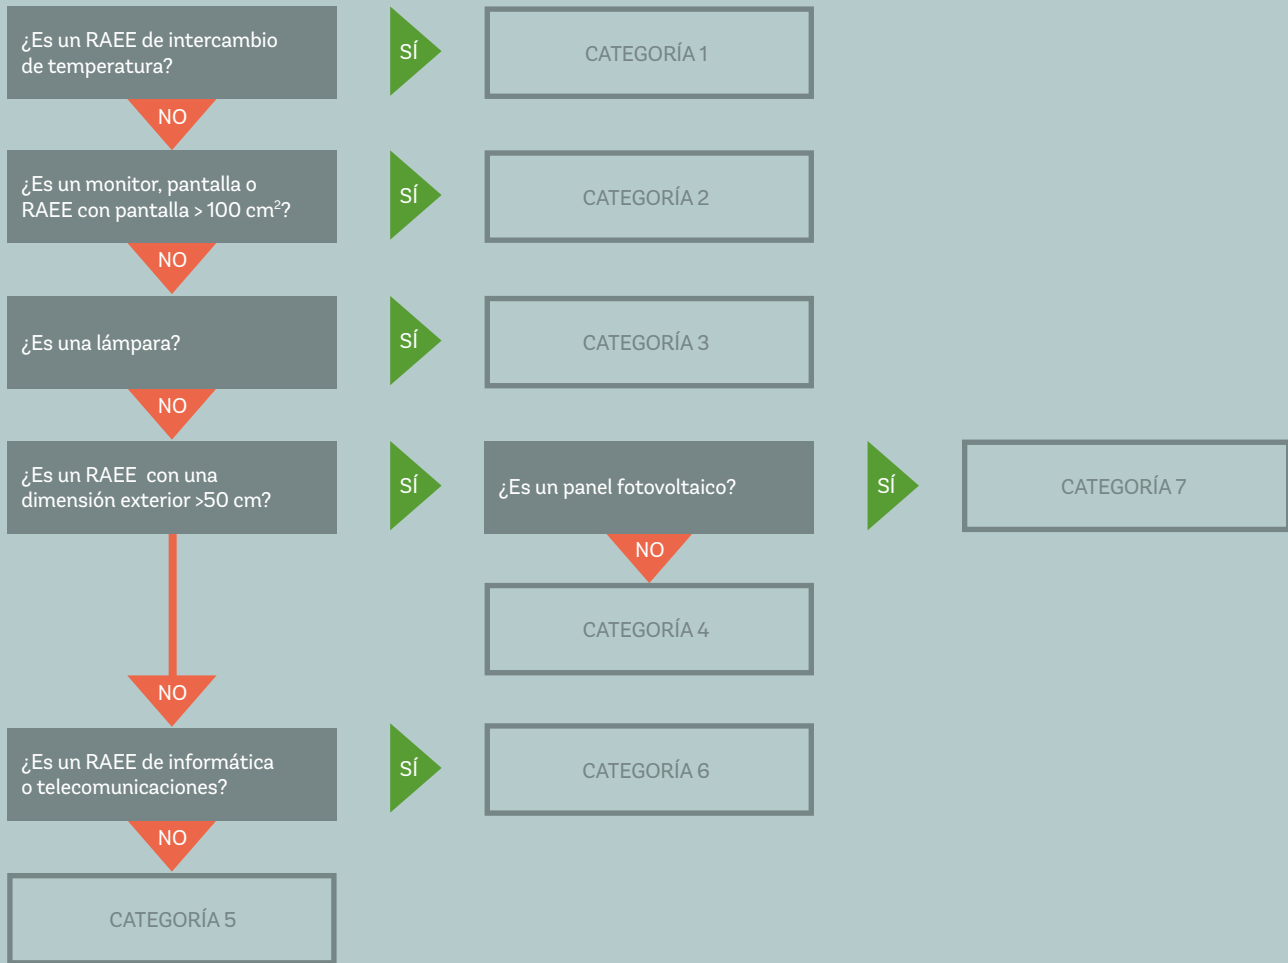 ¿Es un RAEE de intercambio
de temperatura?
SÍ
CATEGORÍA 1
NO
¿Es un monitor, pantalla o
RAEE con pantalla > 100 cm²?
SÍ
CATEGORÍA 2
NO
¿Es una lámpara?
SÍ
CATEGORÍA 3
NO
¿Es un RAEE con una
dimensión exterior >50 cm?
SÍ
¿Es un panel fotovoltaico?
SÍ
CATEGORÍA 7
NO
CATEGORÍA 4
NO
¿Es un RAEE de informática
o telecomunicaciones?
SÍ
CATEGORÍA 6
NO
CATEGORÍA 5